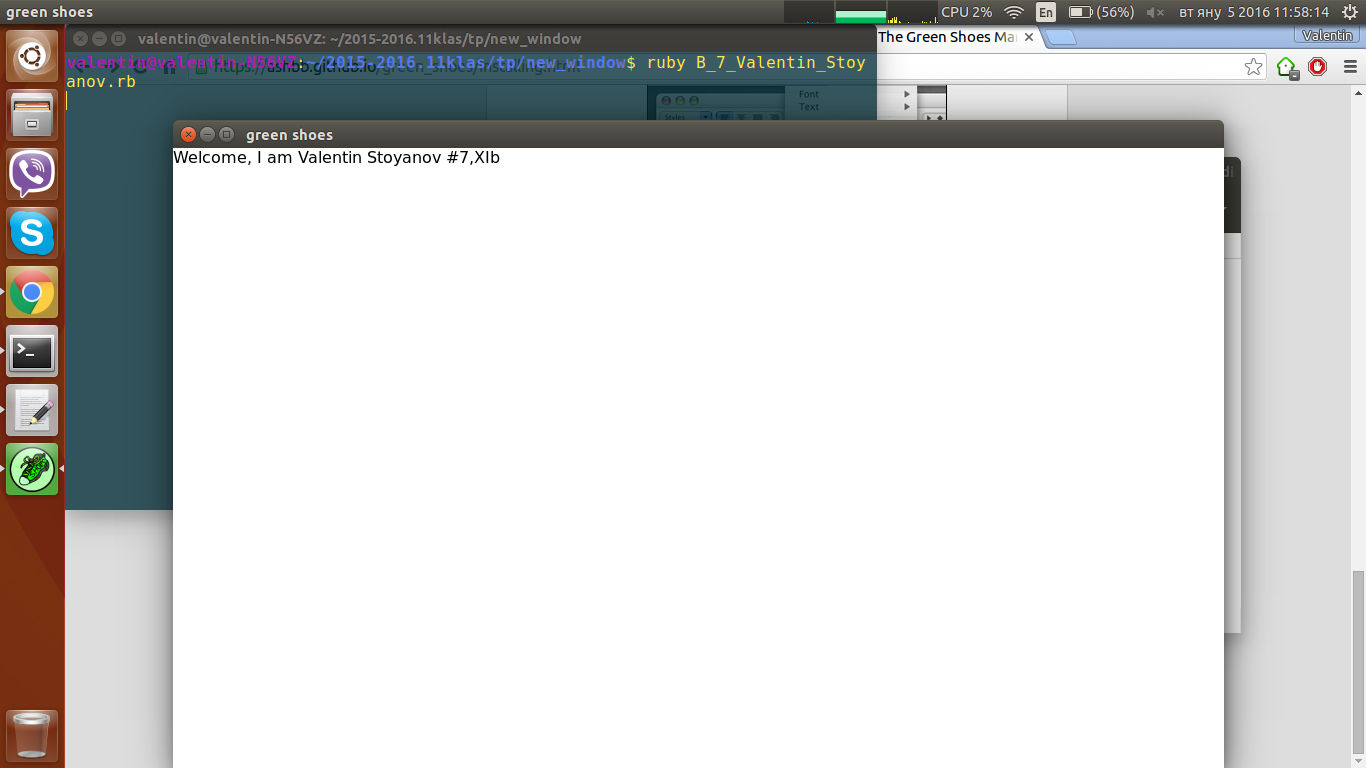 green shoes
CPU 2%
En
(56%)
вт яну 5 2016 11:58:14
valentin@valentin-N56VZ: ~/2015-2016.11klas/tp/new_window
The Green Shoes Ma
Valentin
valentin@valentin-N56VZ:~/2015-2016.11klas/tp/new_window$ ruby B_7_Valentin_Stoy
anov.rb
Font
Text
Styles
green shoes
Welcome, I am Valentin Stoyanov #7,XIb